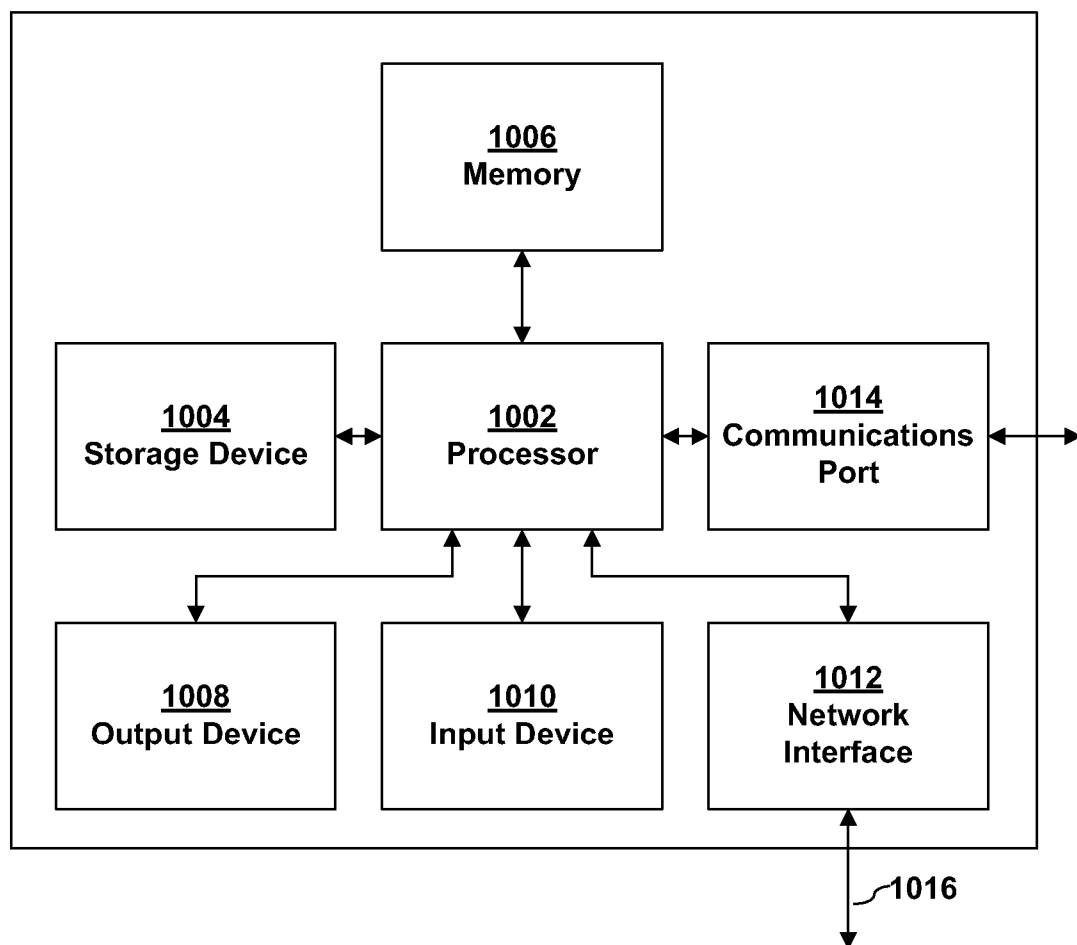 1006
Memory
1004
Storage Device
1002
Processor
1014
Communications
Port
1008
Output Device
1010
Input Device
1012
Network
Interface
1016